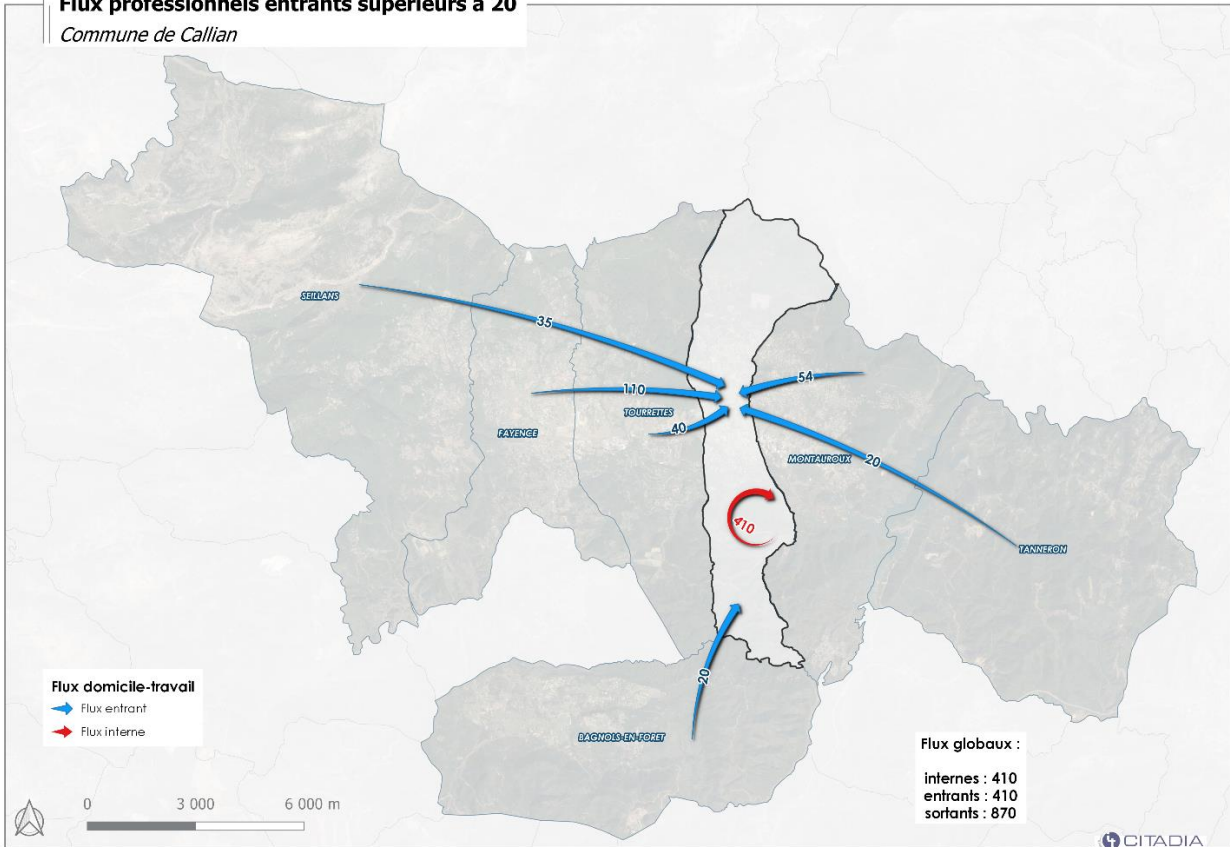 Flux professionnels entrants supérieurs à 20
Commune de Callian
SEILLANS
35
54
110
TOURRETTES
40
FAYENCE
MONTAUROUX
20
410
TANNERON
20
BAGNOLS-EN-FORET
Flux domicile-travail
Flux entrant
Flux interne
Flux globaux :
internes : 410
entrants : 410
sortants : 870
0 3 000 6 000 m
CITADIA